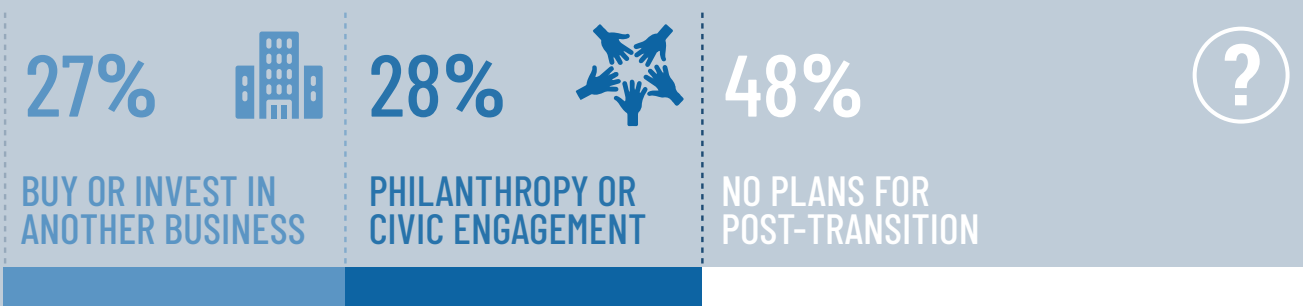 27%
BUY OR INVEST IN
ANOTHER BUSINESS
28%
PHILANTHROPY OR
CIVIC ENGAGEMENT
48%
?
NO PLANS FOR
POST-TRANSITION